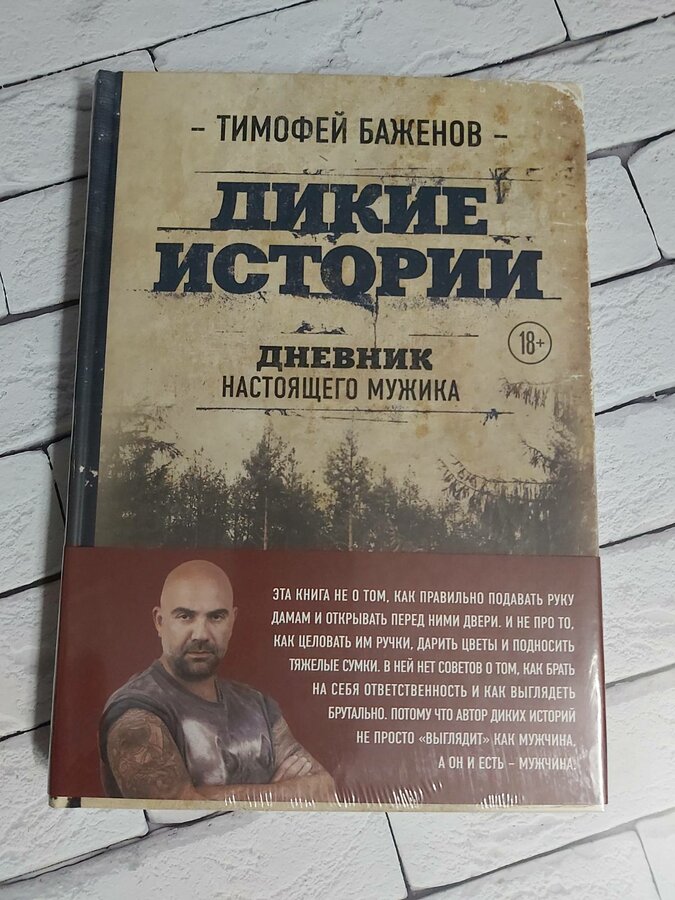 – ТИМОФЕЙ БАЖЕНОВ –
ДИКИЕ
ИСТОРИИ
ДНЕВНИК
НАСТОЯЩЕГО МУЖИКА
18+
ЭТА КНИГА НЕ О ТОМ, КАК ПРАВИЛЬНО ПОДАВАТЬ РУКУ
ДАМАМ И ОТКРЫВАТЬ ПЕРЕД НИМИ ДВЕРИ. И НЕ ПРО ТО,
КАК ЦЕЛОВАТЬ ИМ РУЧКИ, ДАРИТЬ ЦВЕТЫ И ПОДНОСИТЬ
ТЯЖЕЛЫЕ СУМКИ. В НЕЙ НЕТ СОВЕТОВ О ТОМ, КАК БРАТЬ
НА СЕБЯ ОТВЕТСТВЕННОСТЬ И КАК ВЫГЛЯДЕТЬ
БРУТАЛЬНО. ПОТОМУ ЧТО АВТОР ДИКИХ ИСТОРИЙ
НЕ ПРОСТО «ВЫГЛЯДИТ» КАК МУЖЧИНА,
А ОН И ЕСТЬ – МУЖЧИНА.